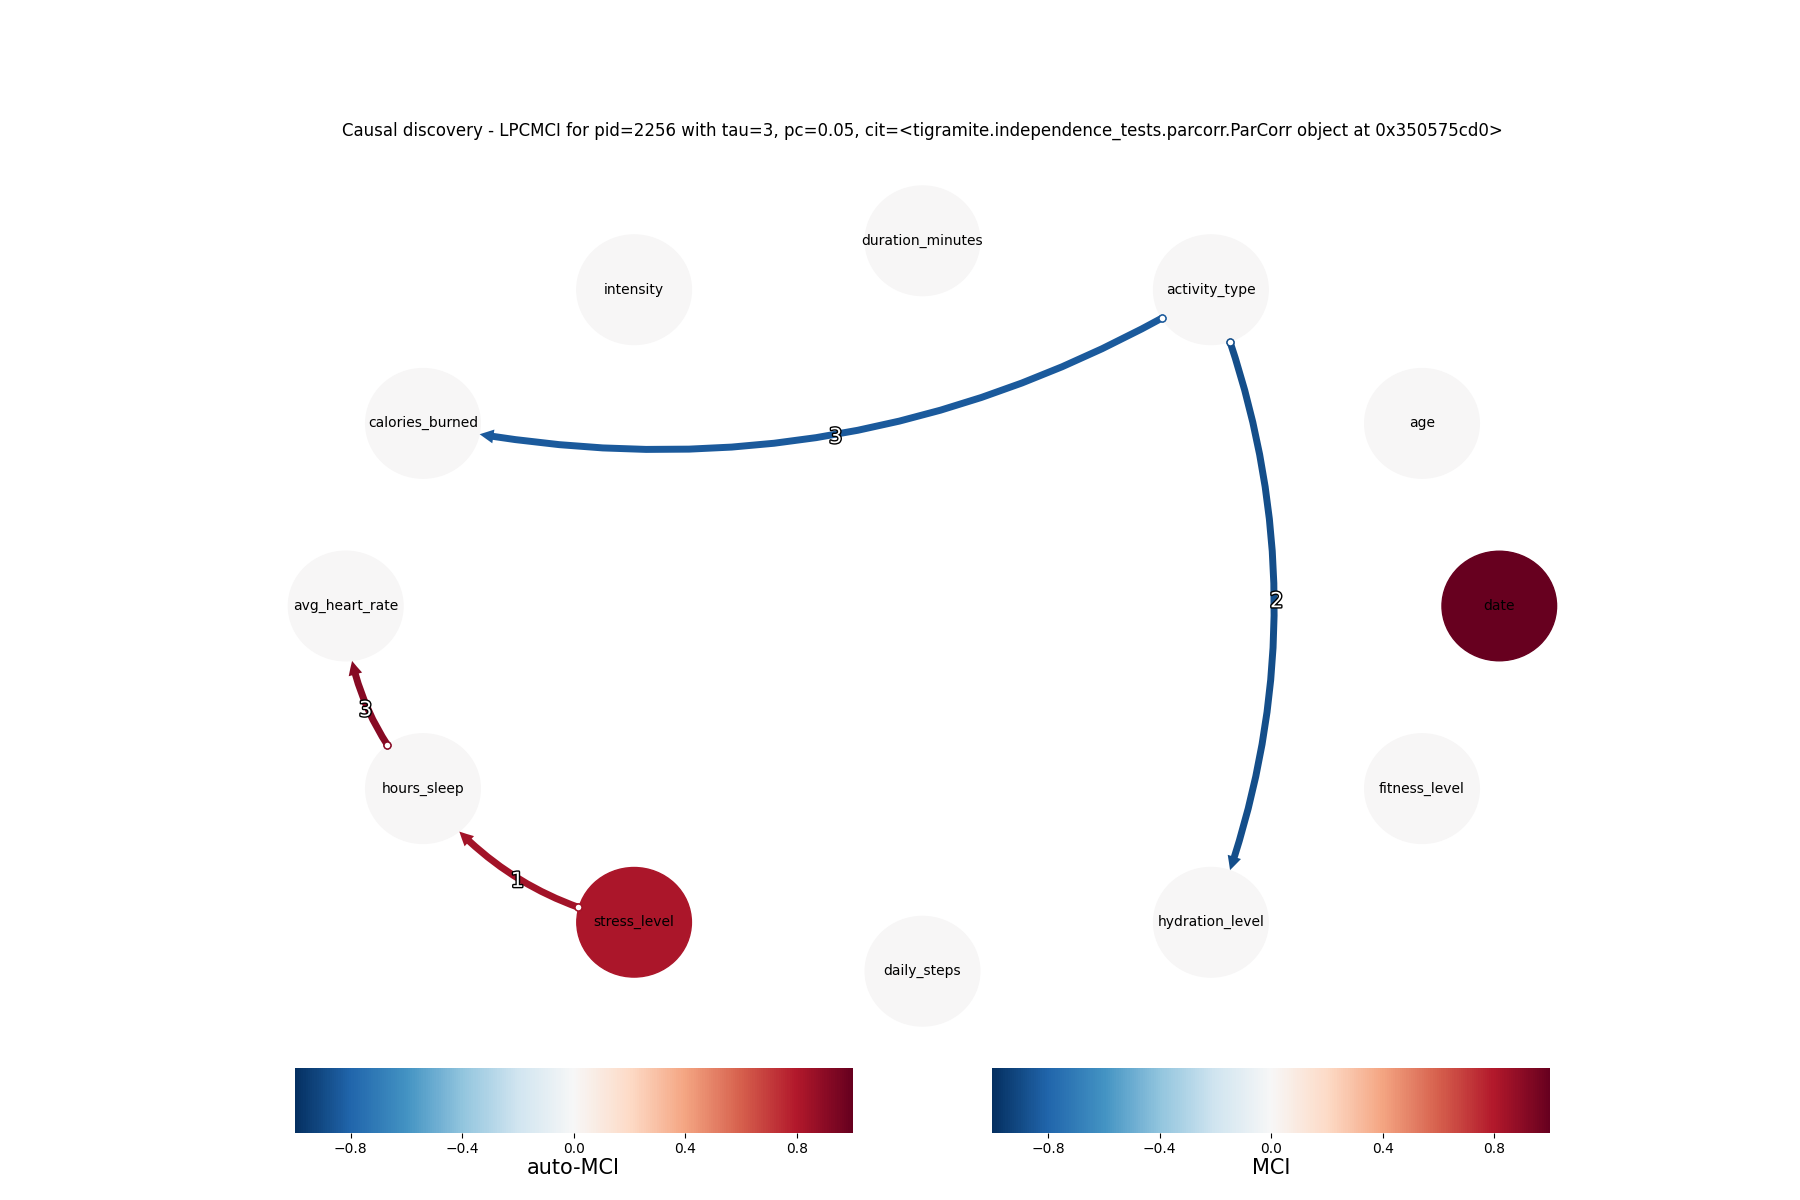 Causal discovery - LPCMCI for pid=2256 with tau=3, pc=0.05, cit=<tigramite.independence_tests.parcorr.ParCorr object at 0x350575cd0>
duration_minutes
intensity
activity_type
calories_burned
age
3
2
avg_heart_rate
date
3
hours_sleep
fitness_level
1
stress_level
hydration_level
daily_steps
−0.8 −0.4 0.0 0.4 0.8
auto-MCI
−0.8 −0.4 0.0 0.4 0.8
MCI